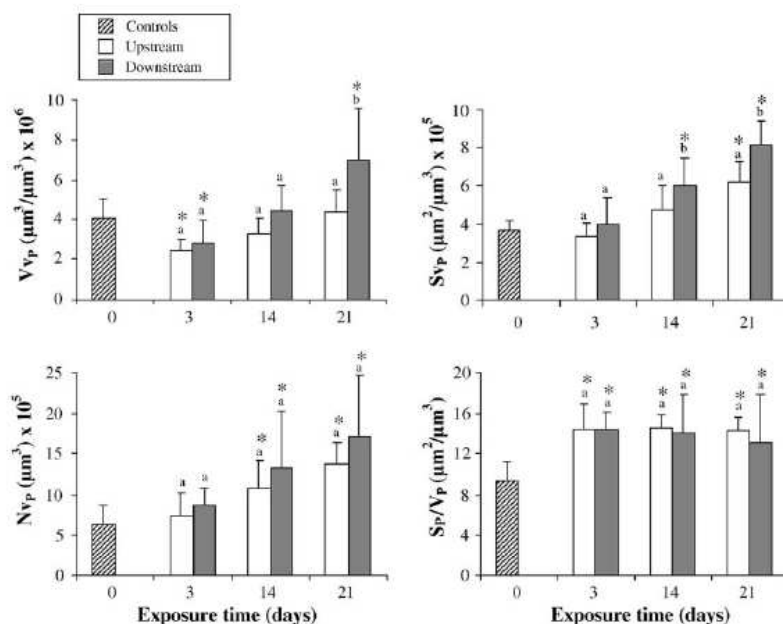 Controls
Upstream
Downstream
Vv_P (μm³/μm³) x 10⁶
10
8
6
4
2
0
* a
* a
a
a
a
* b
0 3 14 21
Sv_P (μm²/μm³) x 10⁵
10
8
6
4
2
0
a
a
a
* b
* a
* b
0 3 14 21
Nv_P (μm³) x 10⁵
25
20
15
10
5
0
a
a
* a
* a
* a
* a
0 3 14 21
Exposure time (days)
S_P/V_P (μm²/μm³)
20
16
12
8
4
0
* a
* a
* a
* a
* a
* a
0 3 14 21
Exposure time (days)